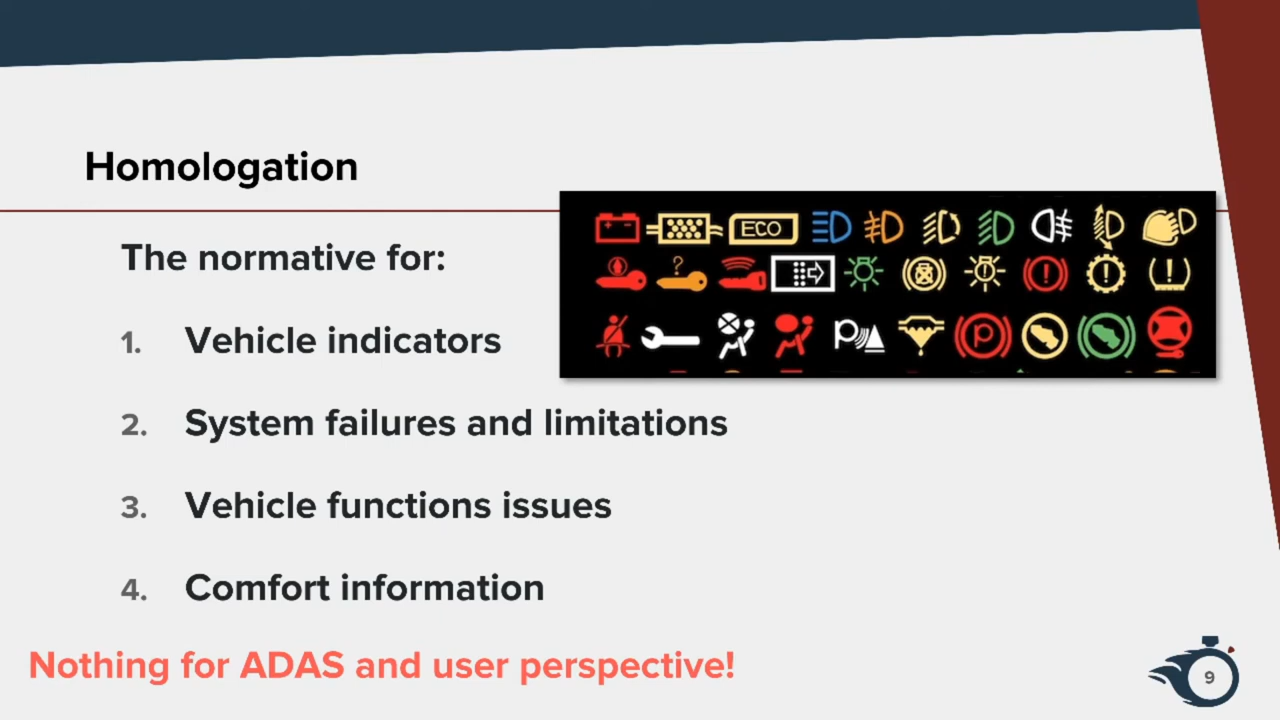 Homologation
ECO
The normative for:
1. Vehicle indicators
2. System failures and limitations
3. Vehicle functions issues
4. Comfort information
Nothing for ADAS and user perspective!
9